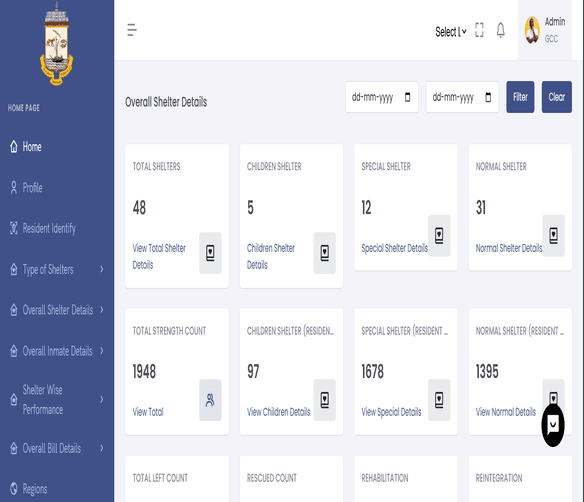 Select L
Admin
GCC
HOME PAGE
Home
Profile
Resident Identify
Type of Shelters
Overall Shelter Details
Overall Inmate Details
Shelter Wise
Performance
Overall Bill Details
Regions
Overall Shelter Details
dd-mm-yyyy
dd-mm-yyyy
Filter
Clear
TOTAL SHELTERS
48
View Total Shelter
Details
CHILDREN SHELTER
5
Children Shelter
Details
SPECIAL SHELTER
12
Special Shelter Details
NORMAL SHELTER
31
Normal Shelter Details
TOTAL STRENGTH COUNT
1948
View Total
CHILDREN SHELTER (RESIDEN...
97
View Children Details
SPECIAL SHELTER (RESIDENT ...
1678
View Special Details
NORMAL SHELTER (RESIDENT ...
1395
View Normal Details
TOTAL LEFT COUNT
RESCUED COUNT
REHABILITATION
REINTEGRATION